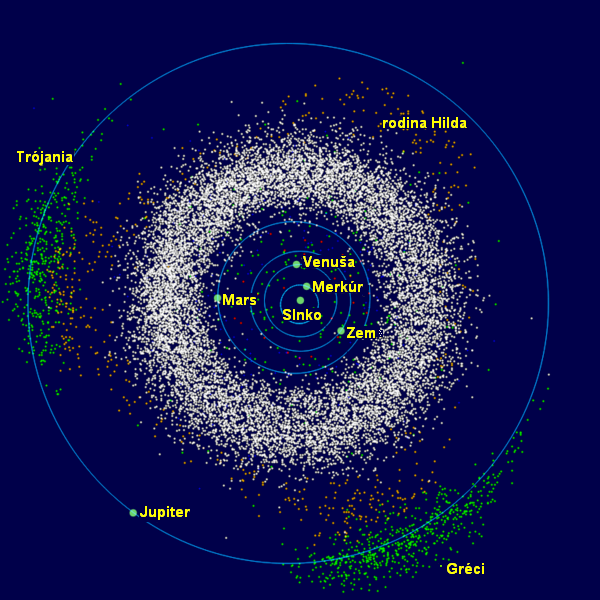 rodina Hilda
Trójania
Venuša
Merkúr
Mars
Slnko
Zem
Jupiter
Gréci